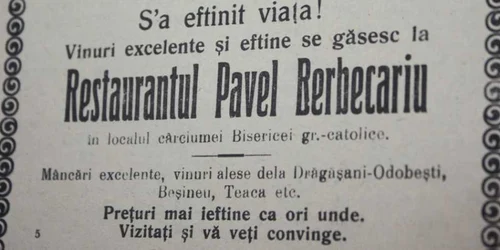 S'a eftinit viața!
Vinuri excelente și eftine se găsesc la
Restaurantul Pavel Berbecariu
în localul cârciumei Bisericei gr.-catolice.
Mâncări excelente, vinuri alese dela Drăgășani-Odobești,
Beșineu, Teaca etc.
Prețuri mai ieftine ca ori unde.
5 Vizitați și vă veți convinge.